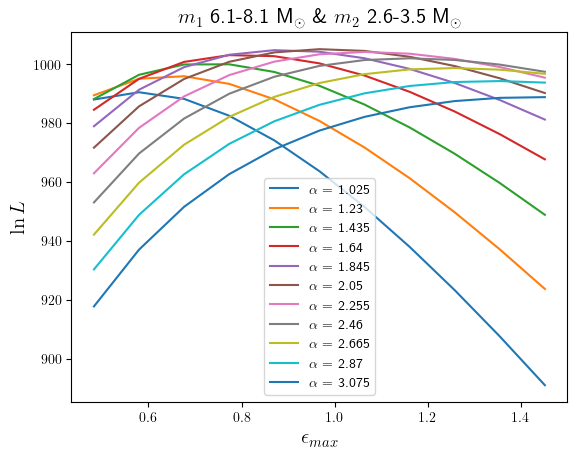 m₁ 6.1-8.1 M⊙ & m₂ 2.6-3.5 M⊙
ln L
1000
980
960
940
920
900
α = 1.025
α = 1.23
α = 1.435
α = 1.64
α = 1.845
α = 2.05
α = 2.255
α = 2.46
α = 2.665
α = 2.87
α = 3.075
0.6 0.8 1.0 1.2 1.4
ϵmax